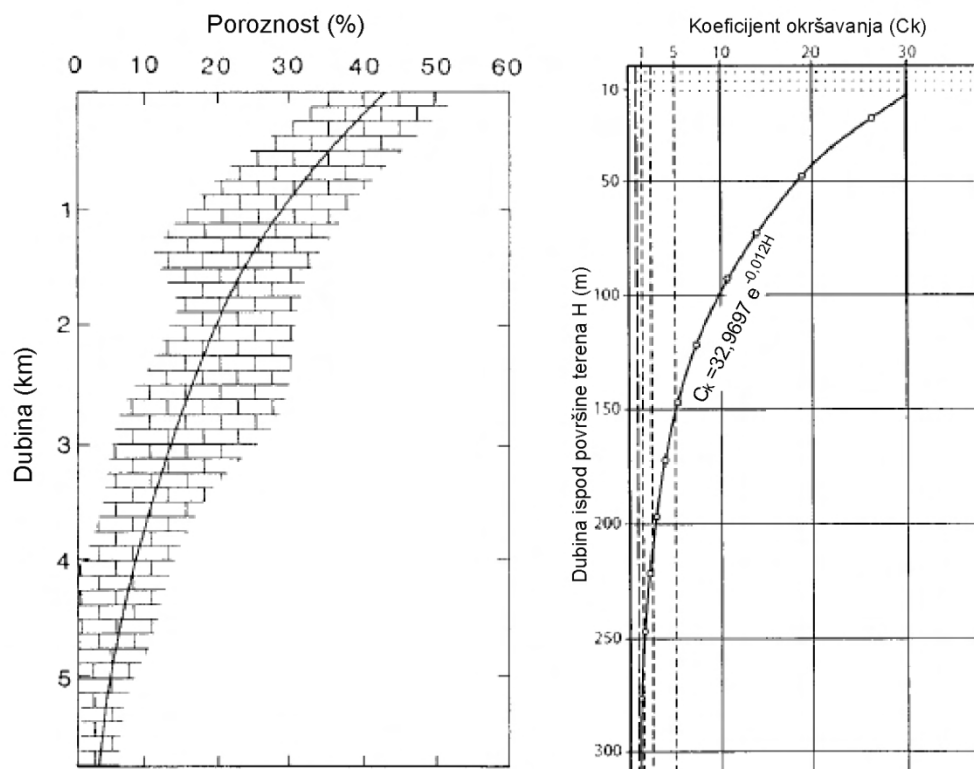 Poroznost (%)
0 10 20 30 40 50 60
1
2
3
4
5
Dubina (km)
Koeficijent okršavanja (Ck)
1 5 10 20 30
10
50
100
150
200
250
300
Dubina ispod površine terena H (m)
Ck =32,9697 e -0,012H